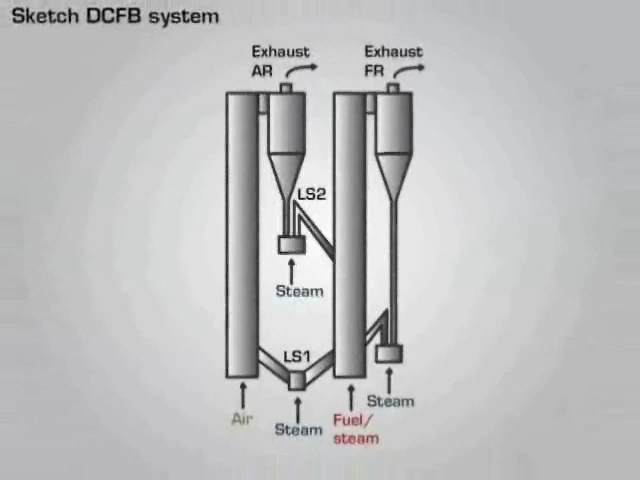 Sketch DCFB system
Exhaust
AR
Exhaust
FR
LS2
Steam
LS1
Air
Steam
Fuel/
steam
Steam